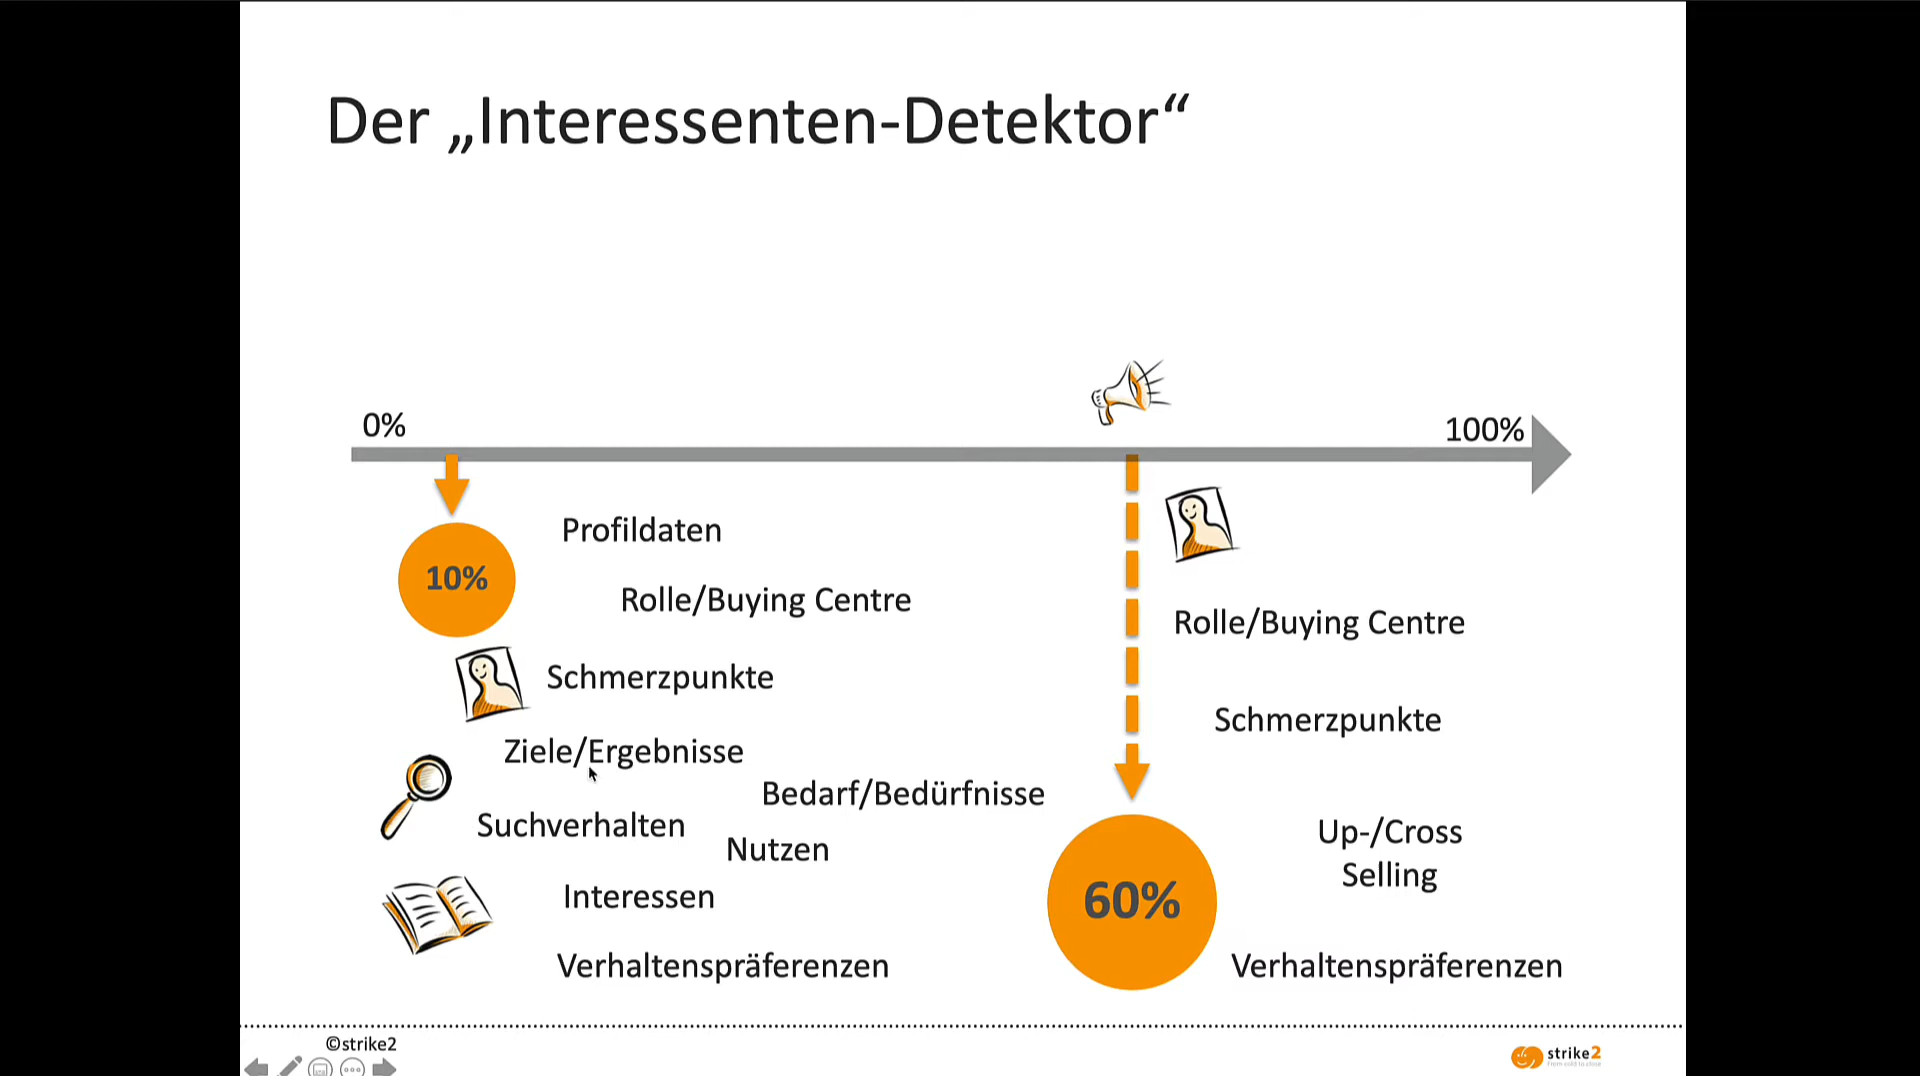 Der „Interessenten-Detektor“
0%
100%
10%
Profildaten
Rolle/Buying Centre
Schmerzpunkte
Ziele/Ergebnisse
Bedarf/Bedürfnisse
Suchverhalten
Nutzen
Interessen
Verhaltenspräferenzen
Rolle/Buying Centre
Schmerzpunkte
Up-/Cross
Selling
60%
Verhaltenspräferenzen
©strike2
strike2